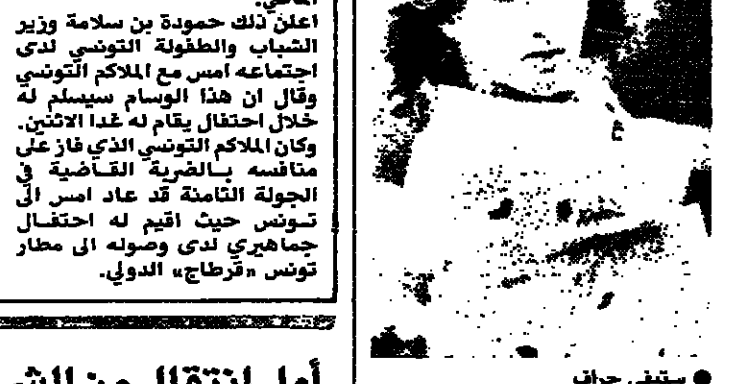 الماضي.
اعلن ذلك حمودة بن سلامة وزير
الشباب والطفولة التونسي لدى
اجتماعه امس مع الملاكم التونسي
وقال ان هذا الوسام سيسلم له
خلال احتفال يقام له غدا الاثنين.
وكان الملاكم التونسي الذي فاز على
منافسه بالضربة القاضية في
الجولة الثامنة قد عاد امس الى
تونس حيث اقيم له احتفال
جماهيري لدى وصوله الى مطار
تونس «قرطاج» الدولي.
● ستيفي جراف